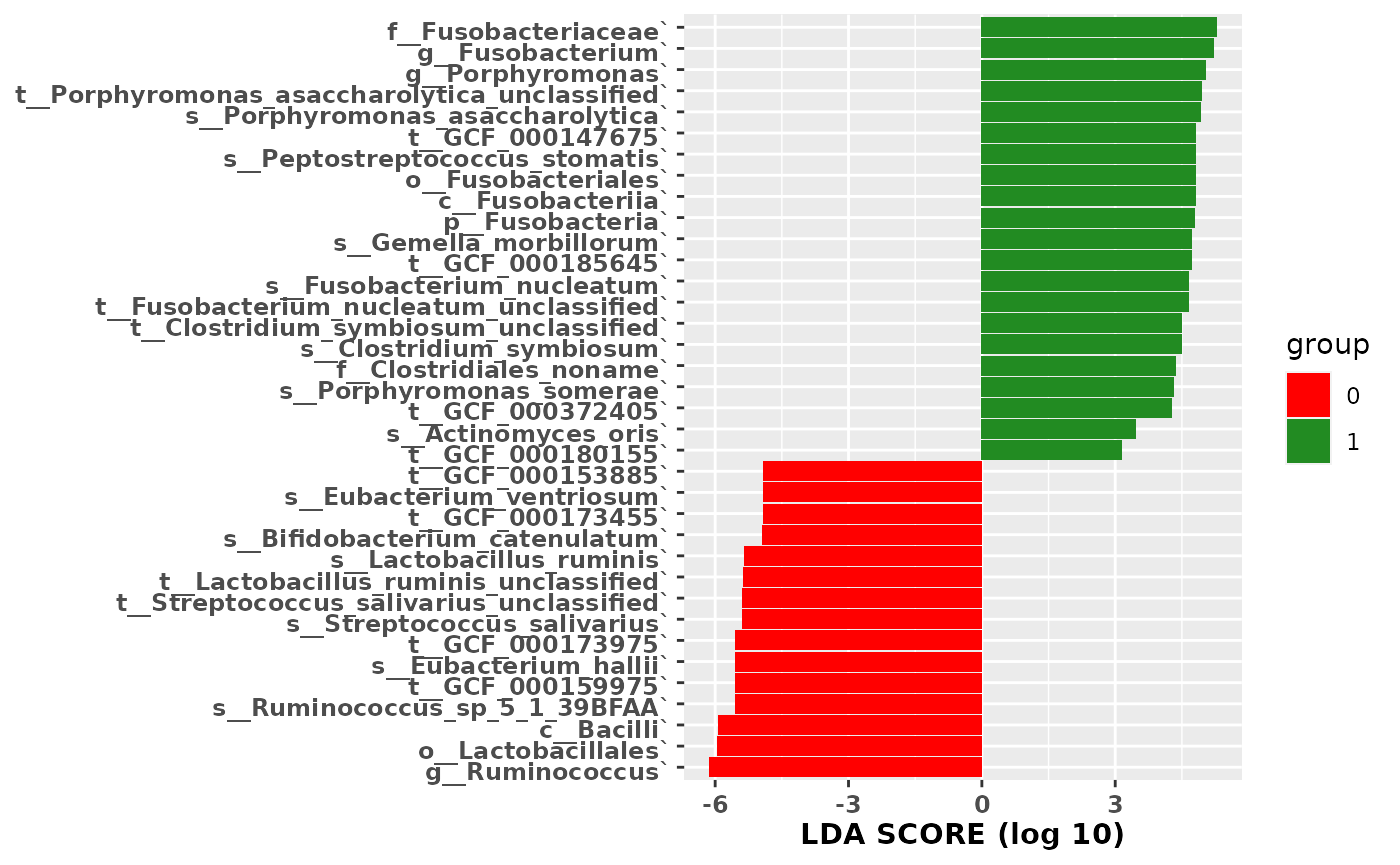 f__Fusobacteriaceae`
g__Fusobacterium`
g__Porphyromonas`
t__Porphyromonas_asaccharolytica_unclassified`
s__Porphyromonas_asaccharolytica`
t__GCF_000147675`
s__Peptostreptococcus_stomatis`
o__Fusobacteriales`
c__Fusobacteriia`
p__Fusobacteria`
s__Gemella_morbillorum`
t__GCF_000185645`
s__Fusobacterium_nucleatum`
t__Fusobacterium_nucleatum_unclassified`
t__Clostridium_symbiosum_unclassified`
s__Clostridium_symbiosum`
f__Clostridiales_noname`
s__Porphyromonas_somerae`
t__GCF_000372405`
s__Actinomyces_oris`
t__GCF_000180155`
t__GCF_000153885`
s__Eubacterium_ventriosum`
t__GCF_000173455`
s__Bifidobacterium_catenulatum`
s__Lactobacillus_ruminis`
t__Lactobacillus_ruminis_unclassified`
t__Streptococcus_salivarius_unclassified`
s__Streptococcus_salivarius`
t__GCF_000173975`
s__Eubacterium_hallii`
t__GCF_000159975`
s__Ruminococcus_sp_5_1_39BFAA`
c__Bacilli`
o__Lactobacillales`
g__Ruminococcus`
-6 -3 0 3
LDA SCORE (log 10)
group
0
1